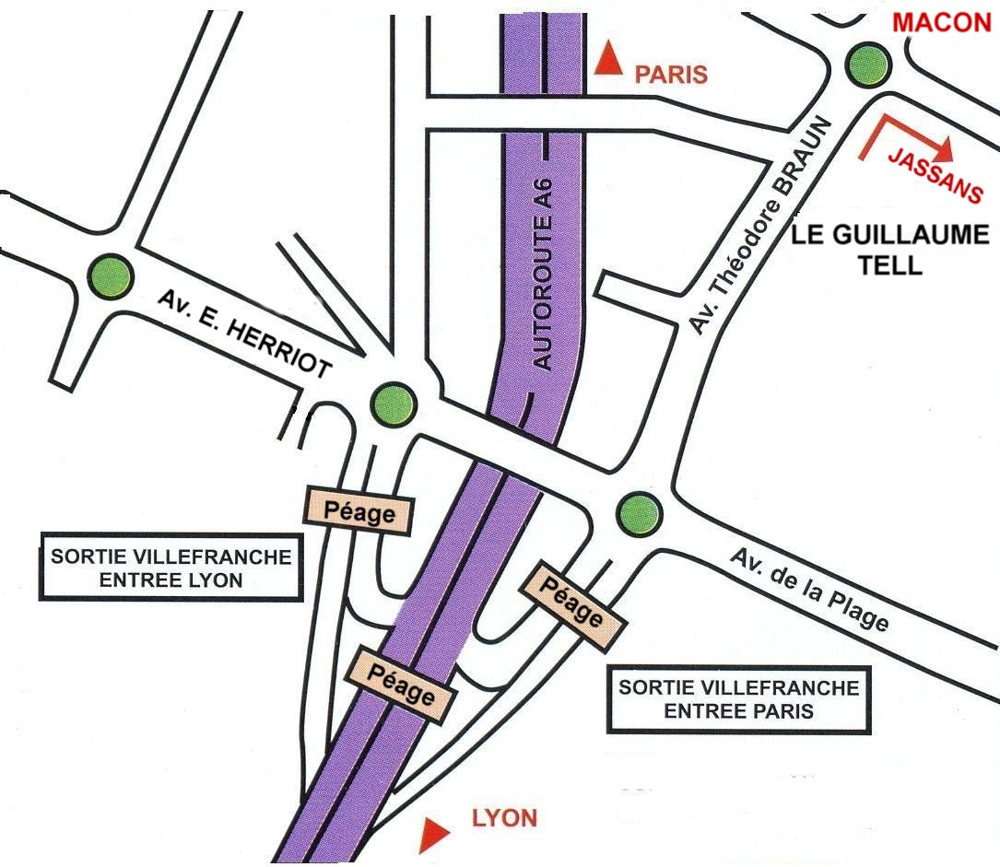 MACON
PARIS
JASSANS
LE GUILLAUME
TELL
Av. Théodore BRAUN
AUTOROUTE A6
Av. E. HERRIOT
Péage
SORTIE VILLEFRANCHE
ENTREE LYON
Péage
Av. de la Plage
Péage
SORTIE VILLEFRANCHE
ENTREE PARIS
LYON